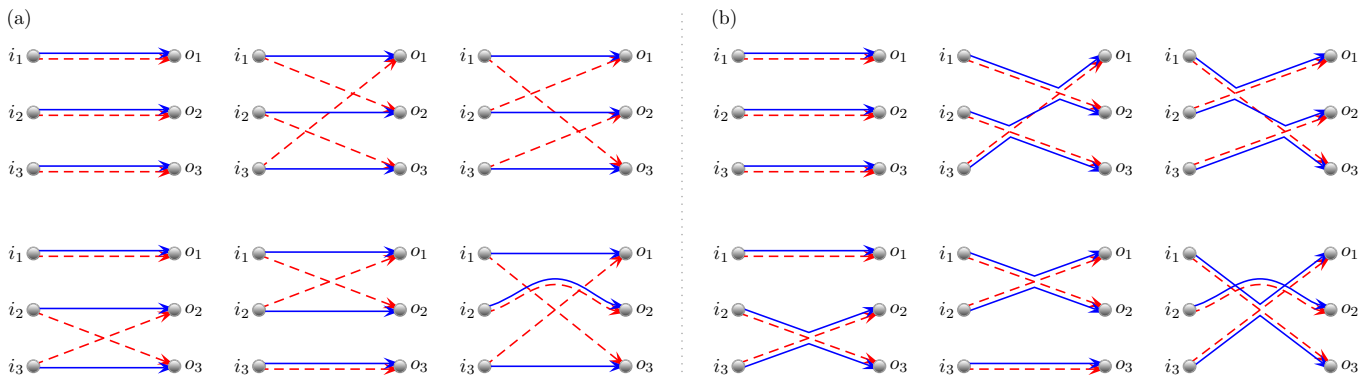 (a) (b)
i₁ o₁ i₁ o₁ i₁ o₁ i₁ o₁ i₁ o₁ i₁ o₁
i₂ o₂ i₂ o₂ i₂ o₂ i₂ o₂ i₂ o₂ i₂ o₂
i₃ o₃ i₃ o₃ i₃ o₃ i₃ o₃ i₃ o₃ i₃ o₃
i₁ o₁ i₁ o₁ i₁ o₁ i₁ o₁ i₁ o₁ i₁ o₁
i₂ o₂ i₂ o₂ i₂ o₂ i₂ o₂ i₂ o₂ i₂ o₂
i₃ o₃ i₃ o₃ i₃ o₃ i₃ o₃ i₃ o₃ i₃ o₃